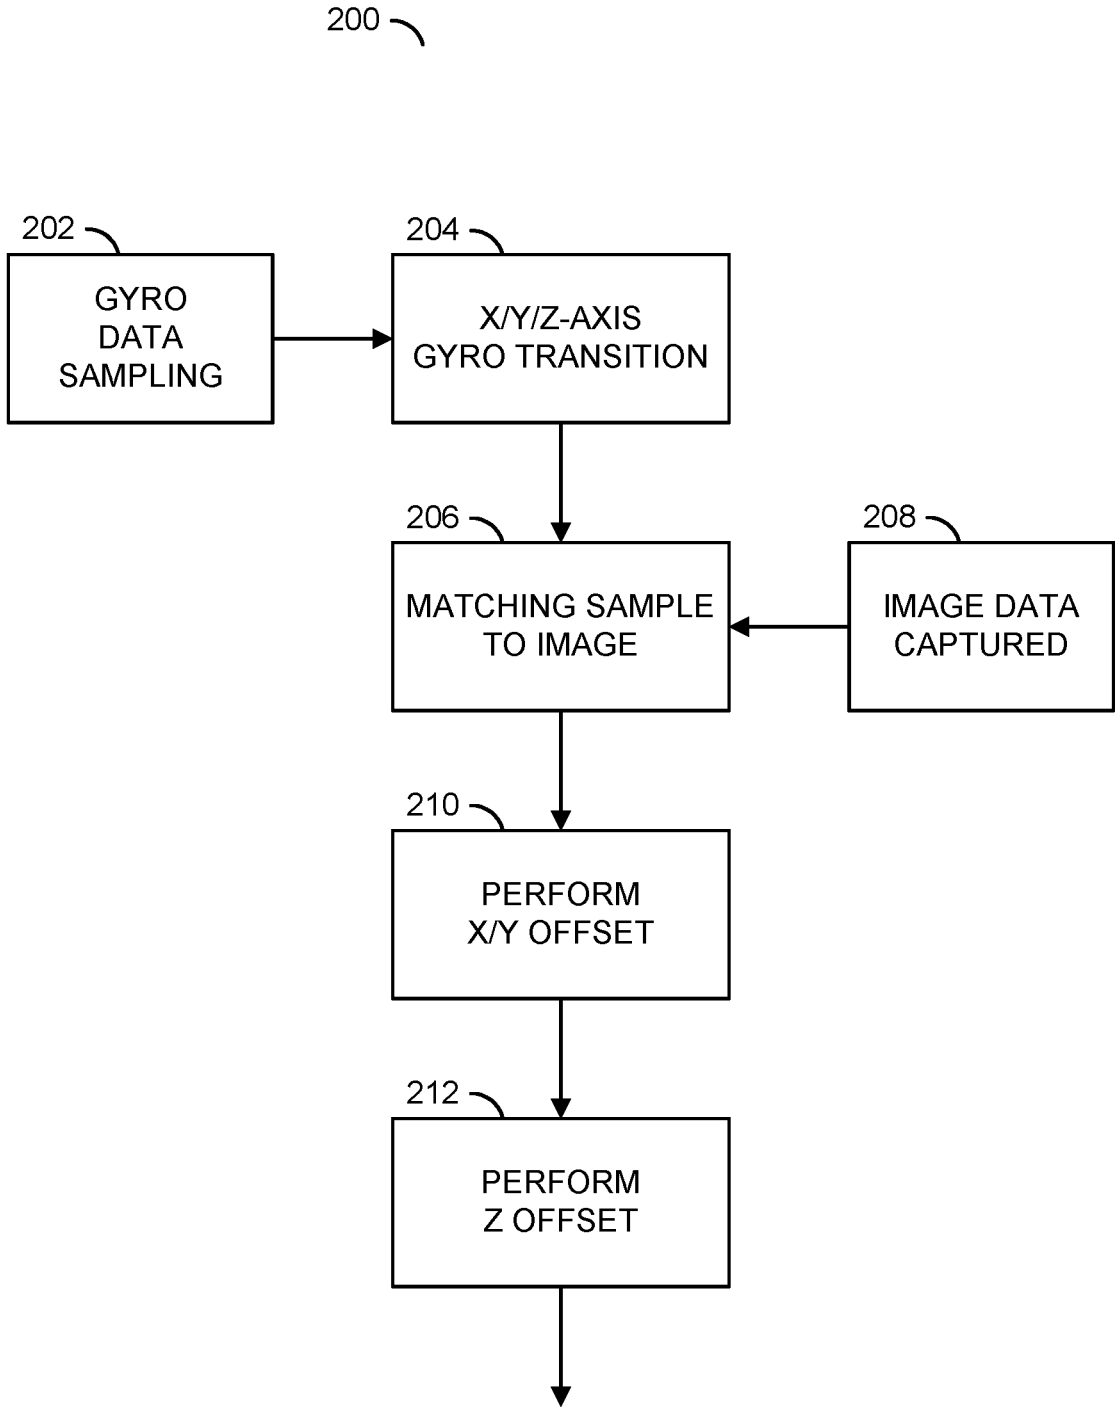 200
202
GYRO
DATA
SAMPLING
204
X/Y/Z-AXIS
GYRO TRANSITION
206
MATCHING SAMPLE
TO IMAGE
208
IMAGE DATA
CAPTURED
210
PERFORM
X/Y OFFSET
212
PERFORM
Z OFFSET